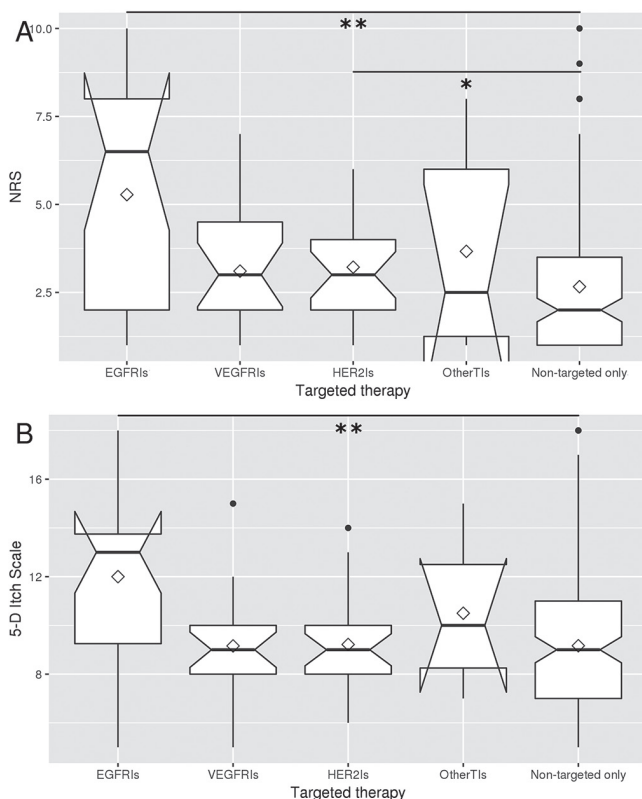 A
10.0
**
*
7.5
NRS
5.0
2.5
EGFRIs VEGFRIs HER2Is OtherTIs Non-targeted only
Targeted therapy
B
**
16
5-D Itch Scale
12
8
EGFRIs VEGFRIs HER2Is OtherTIs Non-targeted only
Targeted therapy